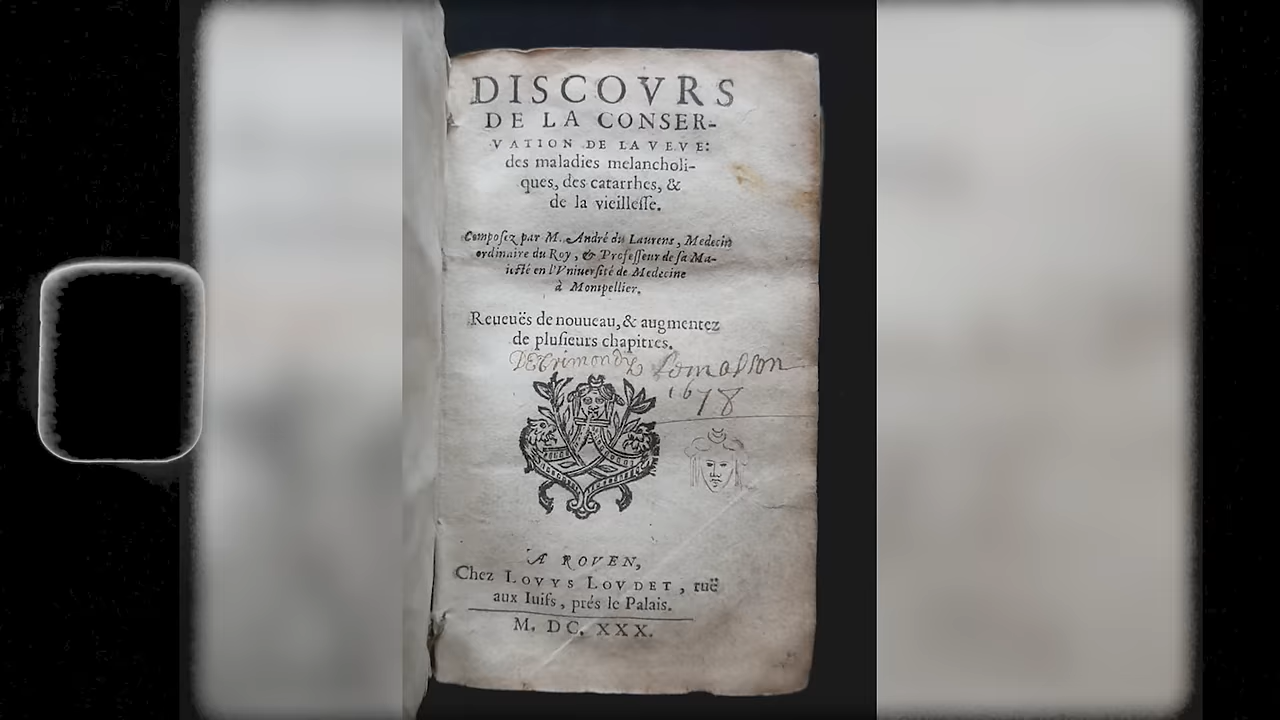 DISCOVRS
DE LA CONSER-
VATION DE LA VEVE:
des maladies melancholi-
ques, des catarrhes, &
de la vieillesse.
Composez par M. André du Laurens, Medecin
ordinaire du Roy, & Professeur de sa Ma-
iesté en l'Vniuersité de Medecine
à Montpellier.
Reueuës de nouueau, & augmentez
de plusieurs chapitres.
1678
A ROVEN,
Chez LOVYS LOVDET, ruë
aux Iuifs, prés le Palais.
M. DC. XXX.